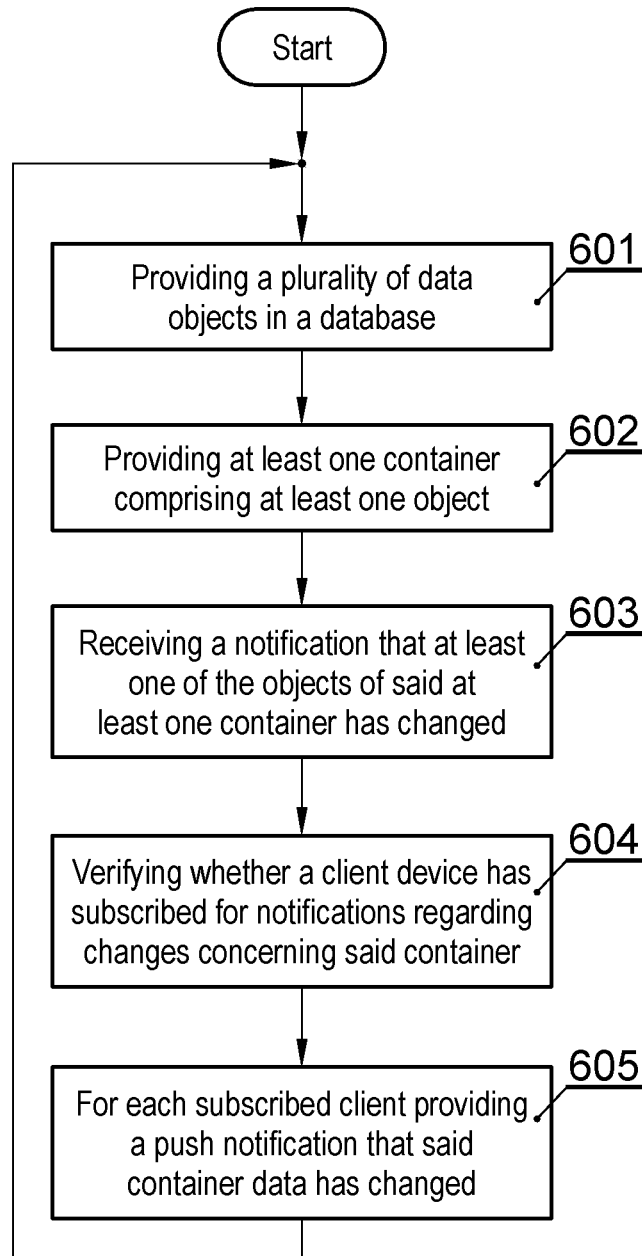 Start
601
Providing a plurality of data
objects in a database
602
Providing at least one container
comprising at least one object
603
Receiving a notification that at least
one of the objects of said at
least one container has changed
604
Verifying whether a client device has
subscribed for notifications regarding
changes concerning said container
605
For each subscribed client providing
a push notification that said
container data has changed